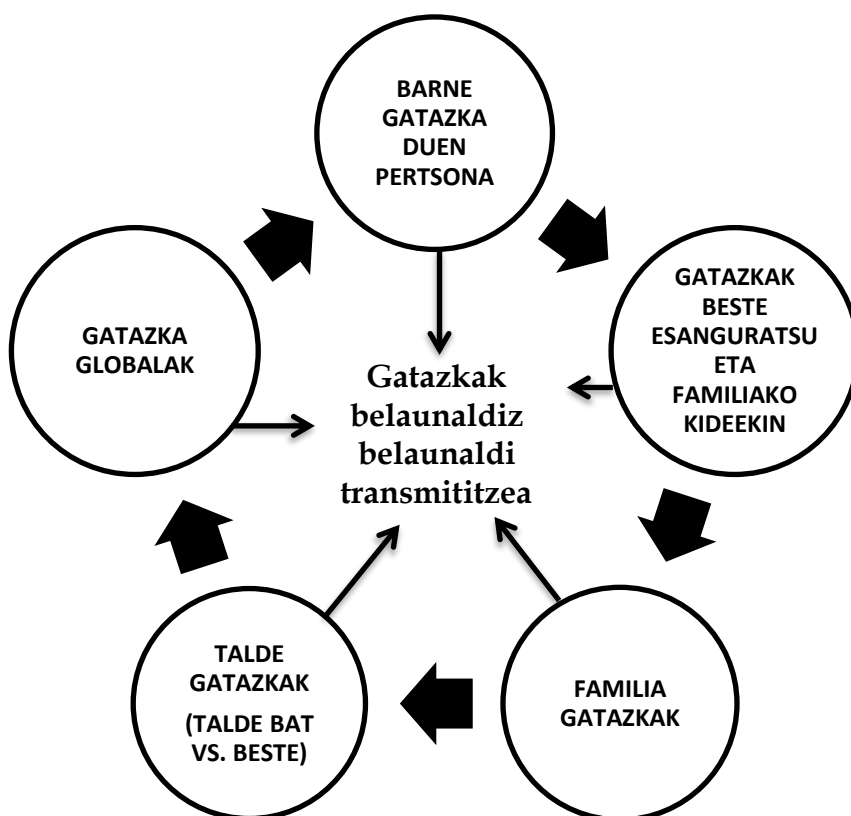 BARNE
GATAZKA
DUEN
PERTSONA
GATAZKAK
BESTE
ESANGURATSU
ETA
FAMILIAKO
KIDEEKIN
GATAZKA
GLOBALAK
Gatazkak
belaunaldiz
belaunaldi
transmititzea
TALDE
GATAZKAK
(TALDE BAT
VS. BESTE)
FAMILIA
GATAZKAK